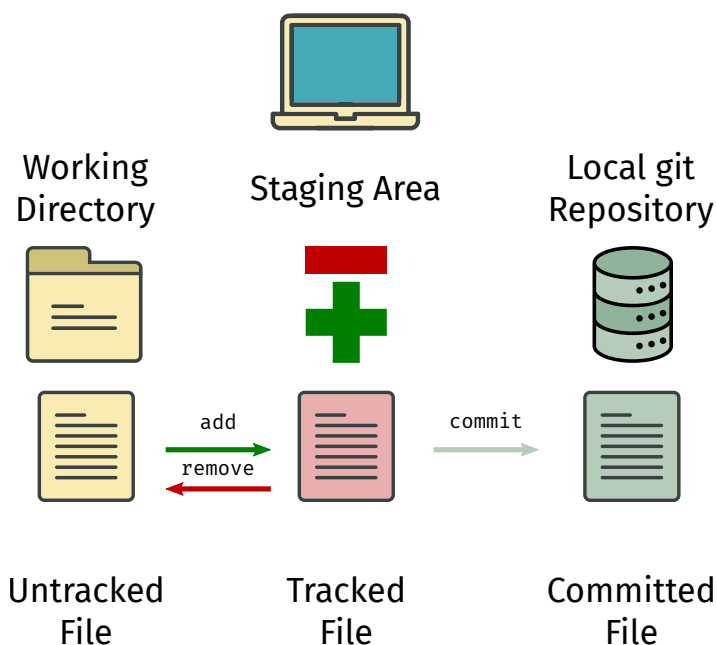 Working
Directory
Staging Area
Local git
Repository
add
remove
commit
Untracked
File
Tracked
File
Committed
File